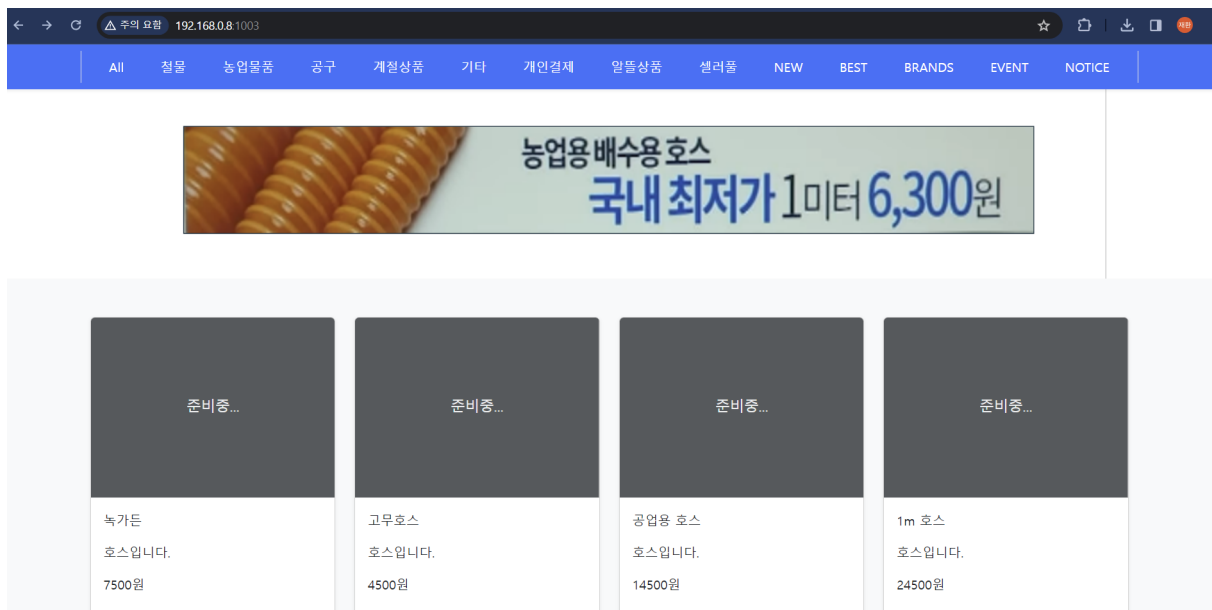 주의 요함 192.168.0.8:1003 재한
All 철물 농업물품 공구 계절상품 기타 개인결제 알뜰상품 셀러풀 NEW BEST BRANDS EVENT NOTICE
농업용 배수용 호스
국내 최저가 1미터 6,300원
준비중... 준비중... 준비중... 준비중...
녹가든 고무호스 공업용 호스 1m 호스
호스입니다. 호스입니다. 호스입니다. 호스입니다.
7500원 4500원 14500원 24500원